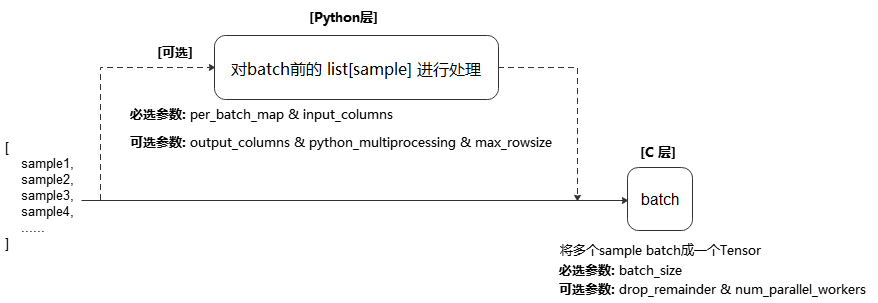 [Python层]
[可选]
对batch前的 list[sample] 进行处理
必选参数: per_batch_map & input_columns
可选参数: output_columns & python_multiprocessing & max_rowsize
[
sample1,
sample2,
sample3,
sample4,
......
]
[C 层]
batch
将多个sample batch成一个Tensor
必选参数: batch_size
可选参数: drop_remainder & num_parallel_workers